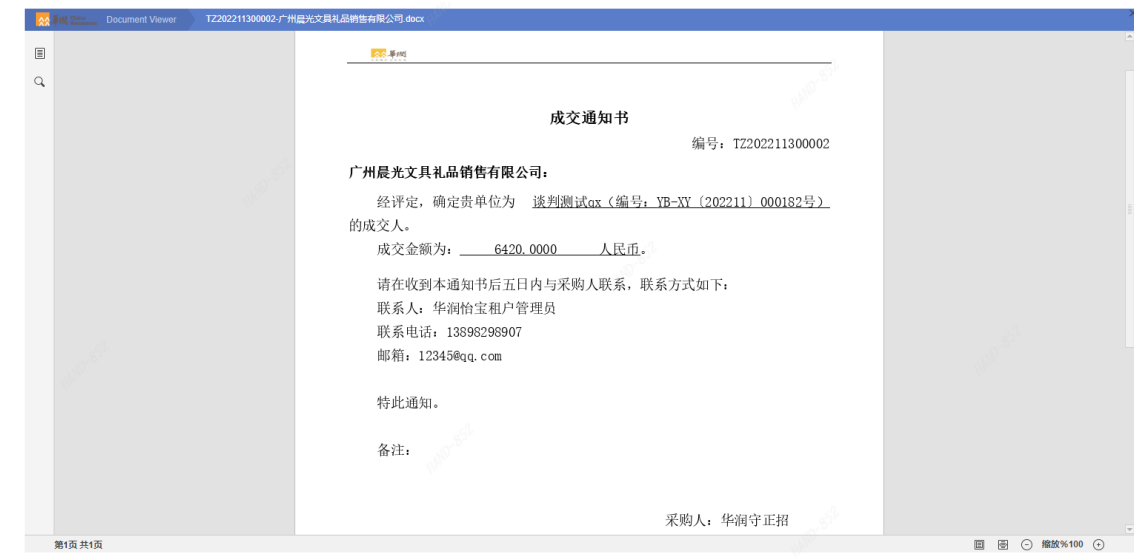 Document Viewer
TZ202211300002-广州晨光文具礼品销售有限公司.docx
成交通知书
编号：TZ202211300002
广州晨光文具礼品销售有限公司：
经评定，确定贵单位为 谈判测试qx（编号：YB-XY〔202211〕000182号）
的成交人。
成交金额为： 6420.0000 人民币。
请在收到本通知书后五日内与采购人联系，联系方式如下：
联系人：华润怡宝租户管理员
联系电话：13898298907
邮箱：12345@qq.com
特此通知。
备注：
采购人：华润守正招
第1页 共1页
缩放%100